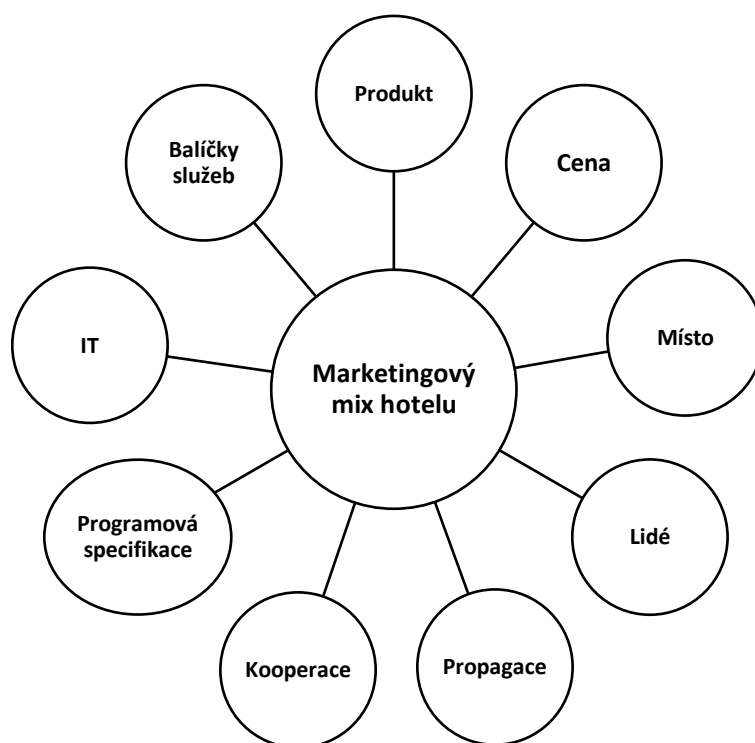 Produkt
Cena
Místo
Lidé
Propagace
Kooperace
Programová
specifikace
IT
Balíčky
služeb
Marketingový
mix hotelu